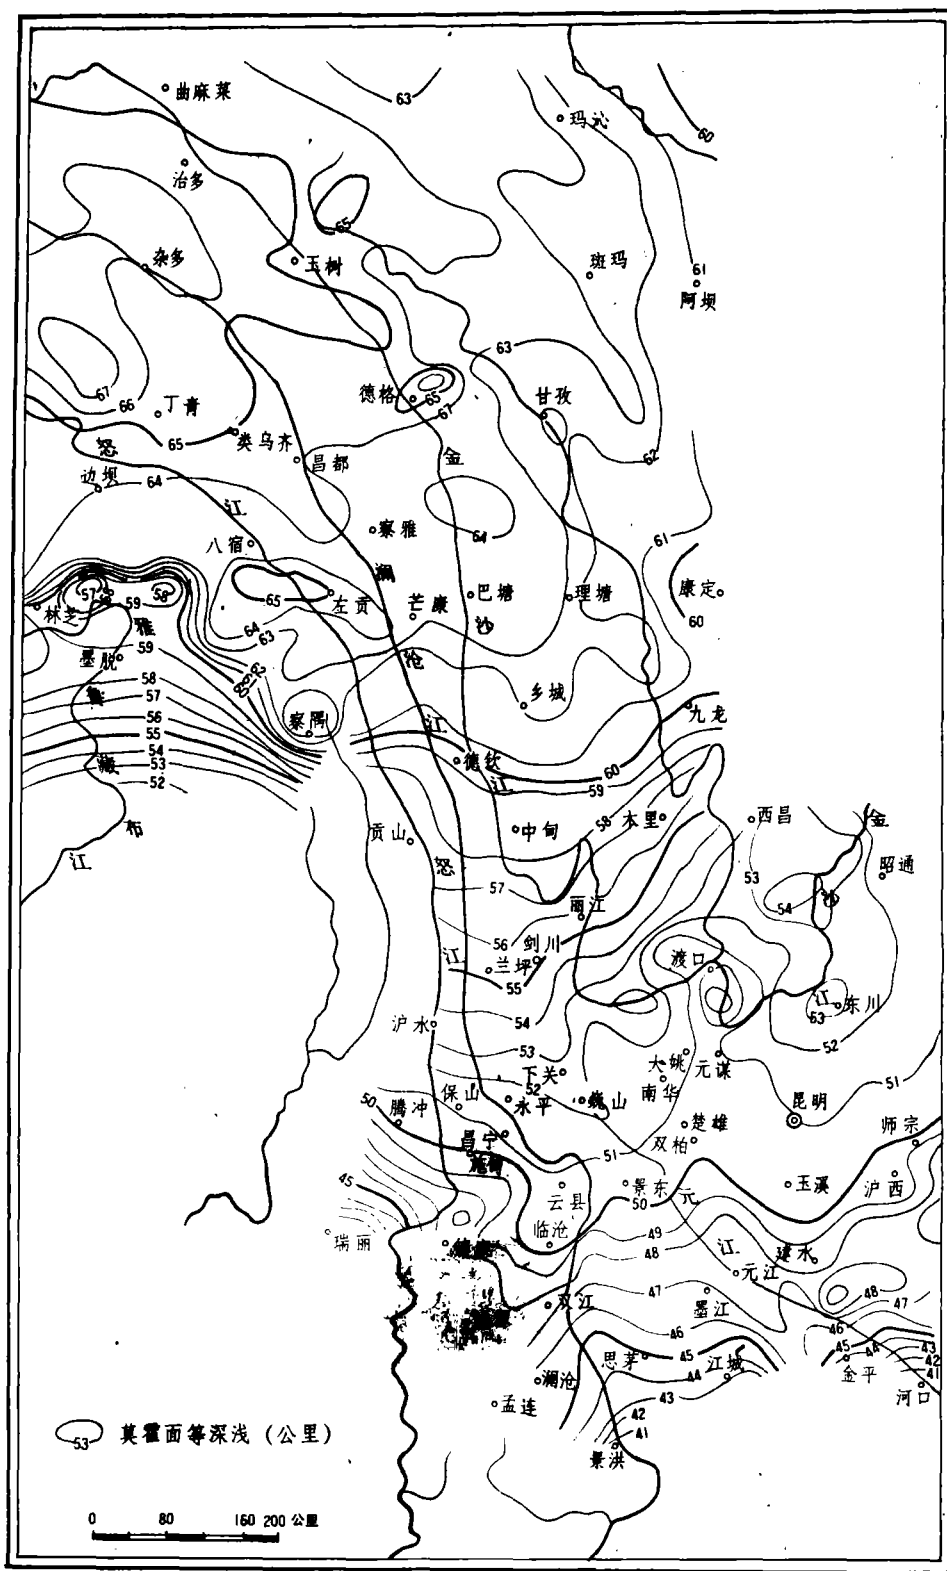 63
曲麻莱
玛沁
60
治多
65
杂多
玉树
班玛
61
阿坝
63
67
66
德格
65
67
甘孜
丁青
65
类乌齐
怒
昌都
金
62
边坝
64
江
64
察雅
八宿
61
澜
57
58
59
林芝
雅
65
左贡
芒康
巴塘
理塘
康定
沙
60
64
63
沧
59
墨脱
62
58
57
乡城
56
察隅
江
九龙
55
54
53
52
德钦
江
60
59
布
江
贡山
怒
中甸
58
木里
西昌
金
昭通
53
57
丽江
54
沙
56
剑川
江
兰坪
55
渡口
江
53
东川
54
泸水
53
52
下关
52
大姚
元谋
51
保山
永平
巍山
南华
50
腾冲
昆明
楚雄
师宗
昌宁
51
双柏
施甸
45
云县
景东
50
元
玉溪
泸西
瑞丽
临沧
49
48
江
建水
元江
双江
47
墨江
48
47
46
46
思茅
45
江城
45
44
43
42
41
金平
澜沧
44
河口
孟连
43
42
41
景洪
53
莫霍面等深浅（公里）
0 80 160 200 公里